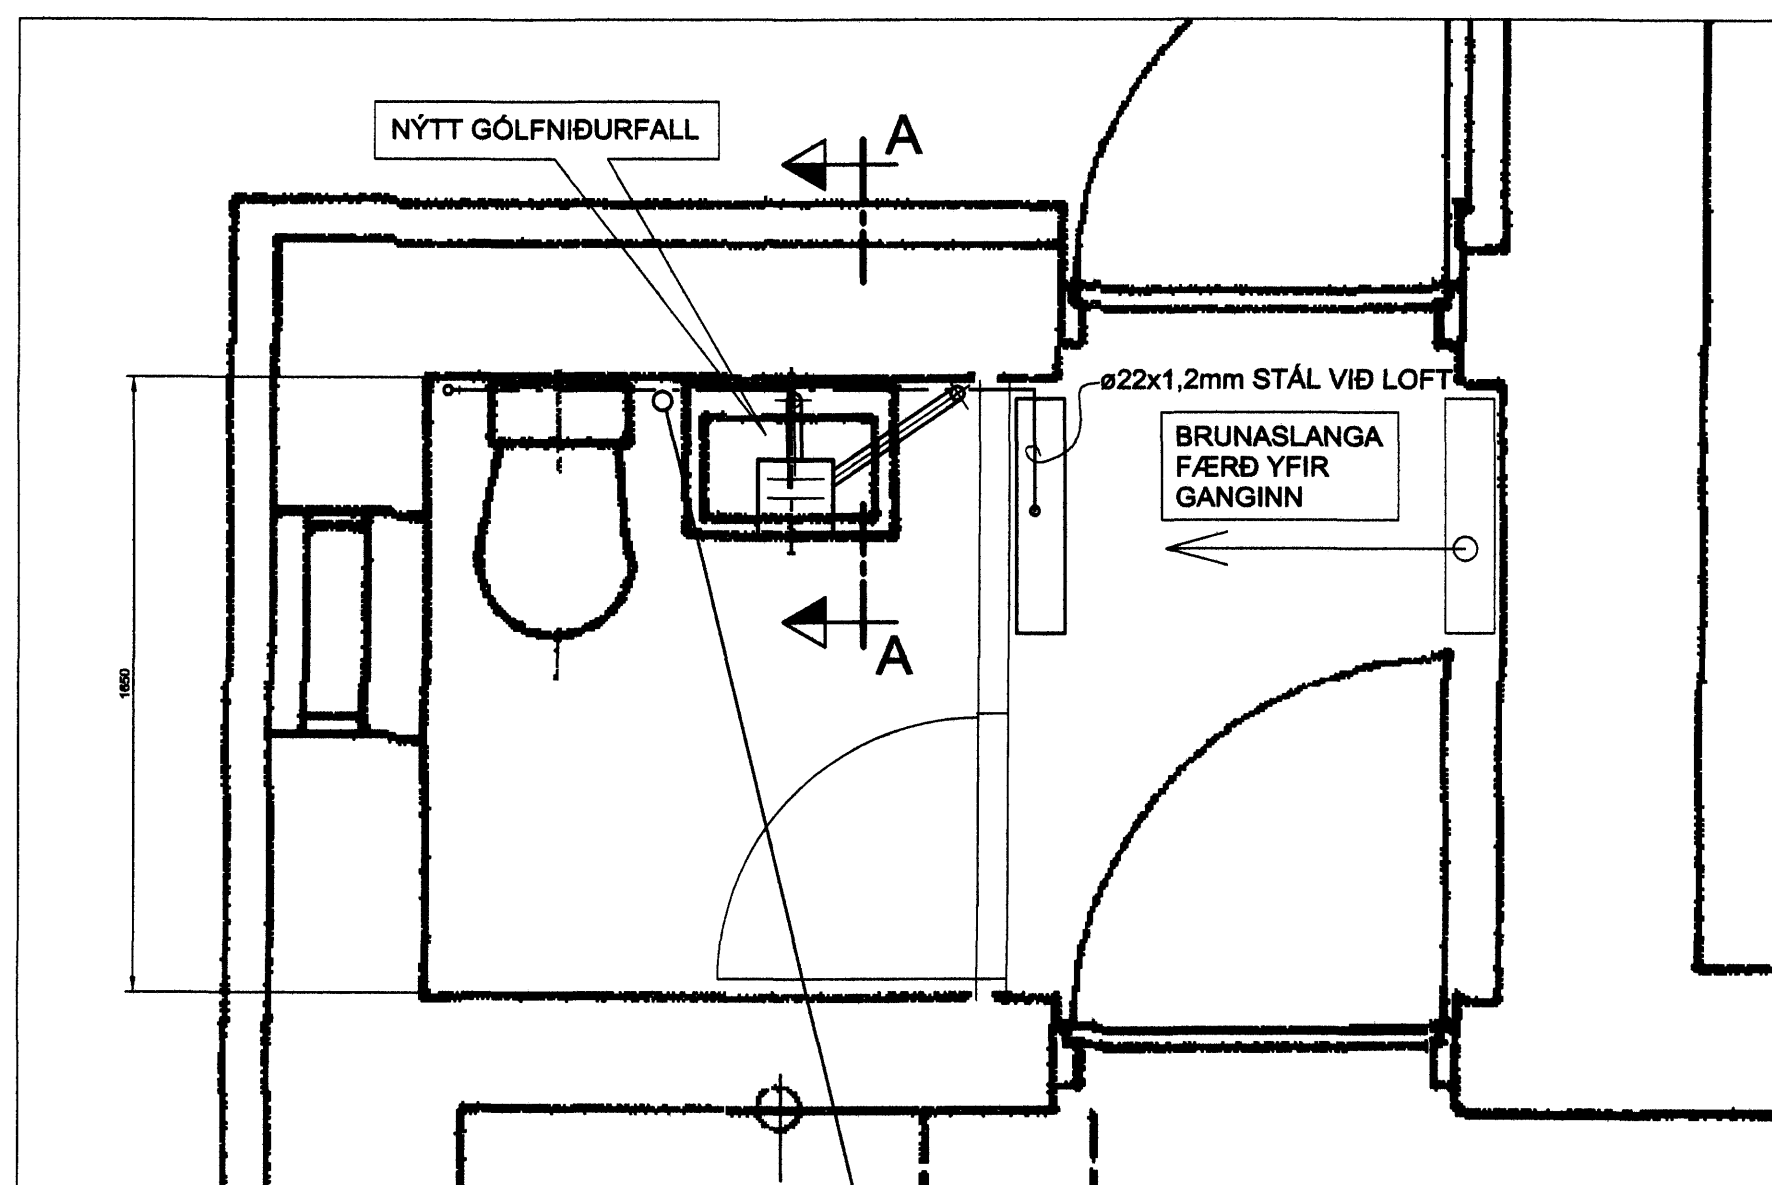 NÝTT GÓLFNIÐURFALL
A
ø22x1,2mm STÁL VIÐ LOFT
BRUNASLANGA
FÆRÐ YFIR
GANGINN
A
1650